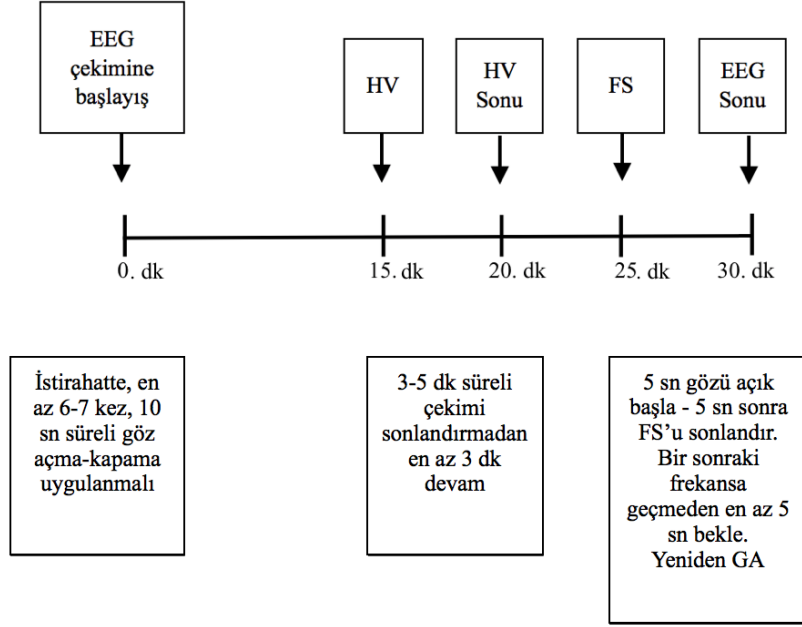 EEG
çekimine
başlayış
HV
HV
Sonu
FS
EEG
Sonu
0. dk
15. dk
20. dk
25. dk
30. dk
İstirahatte, en
az 6-7 kez, 10
sn süreli göz
açma-kapama
uygulanmalı
3-5 dk süreli
çekimi
sonlandırmadan
en az 3 dk
devam
5 sn gözü açık
başla - 5 sn sonra
FS’u sonlandır.
Bir sonraki
frekansa
geçmeden en az 5
sn bekle.
Yeniden GA